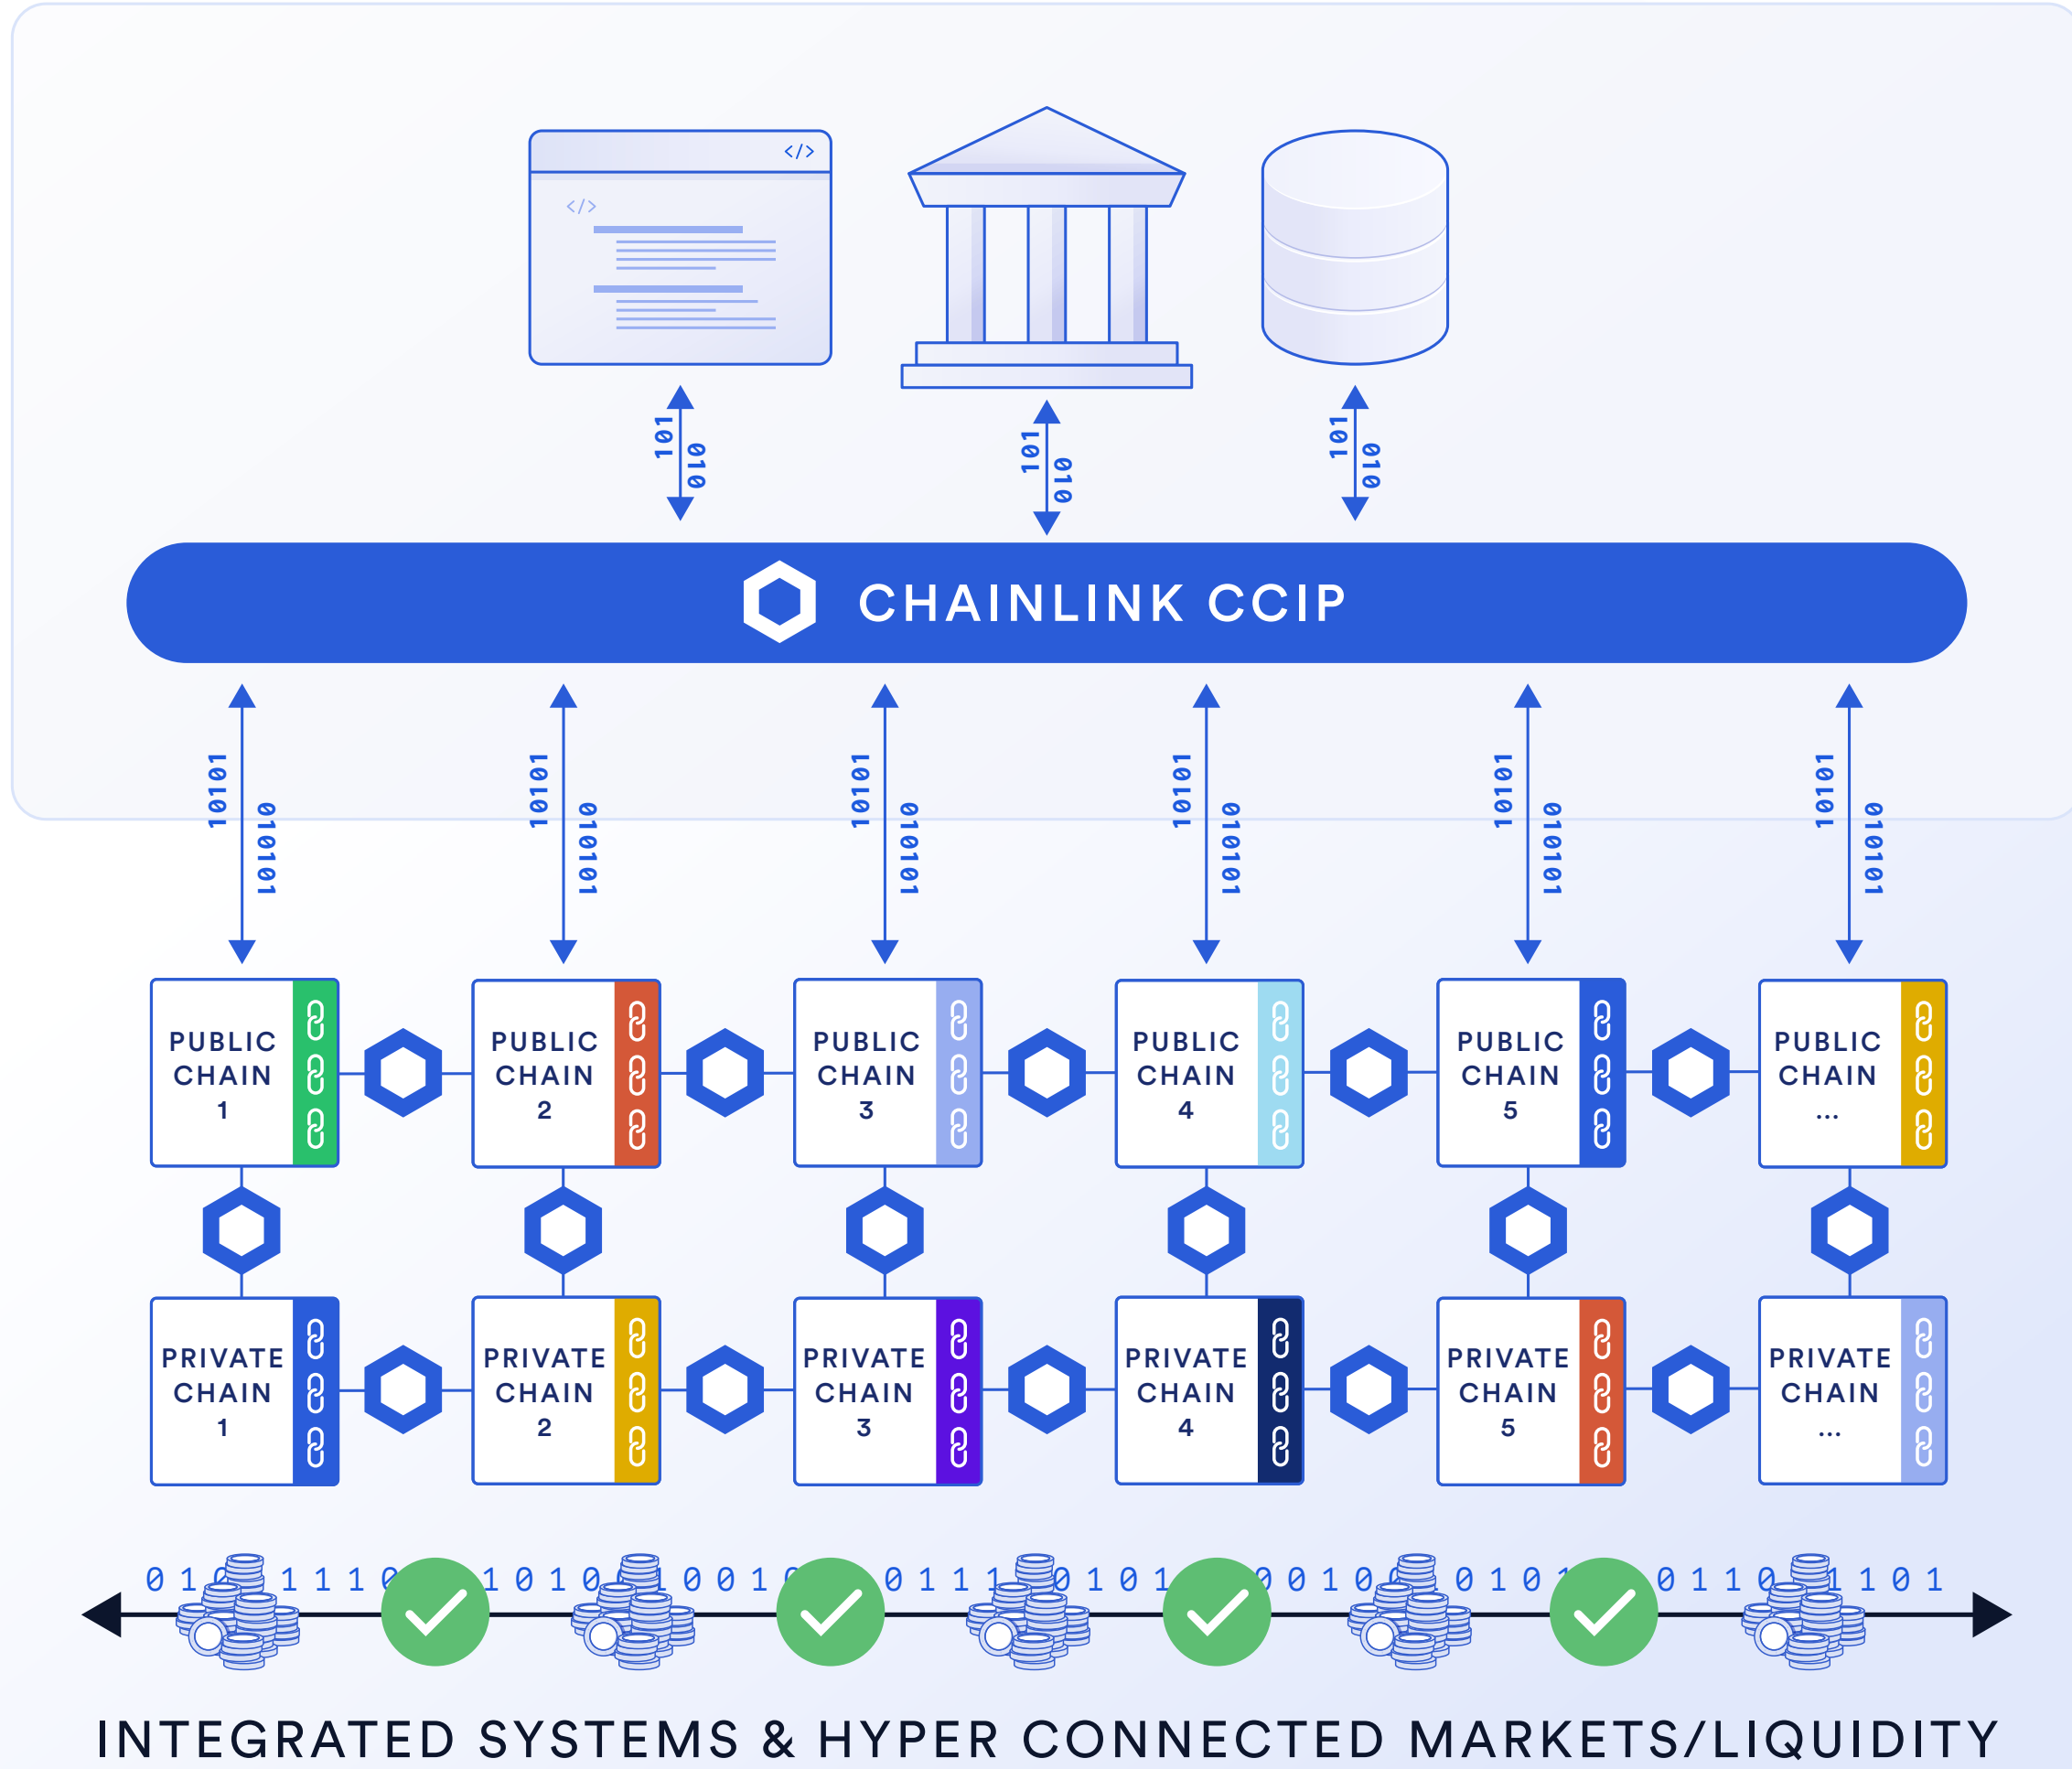 </>
</>
101
010
101
010
101
010
CHAINLINK CCIP
10101
010101
10101
010101
10101
010101
10101
010101
10101
010101
10101
010101
PUBLIC
CHAIN
1
PUBLIC
CHAIN
2
PUBLIC
CHAIN
3
PUBLIC
CHAIN
4
PUBLIC
CHAIN
5
PUBLIC
CHAIN
...
PRIVATE
CHAIN
1
PRIVATE
CHAIN
2
PRIVATE
CHAIN
3
PRIVATE
CHAIN
4
PRIVATE
CHAIN
5
PRIVATE
CHAIN
...
INTEGRATED SYSTEMS & HYPER CONNECTED MARKETS/LIQUIDITY